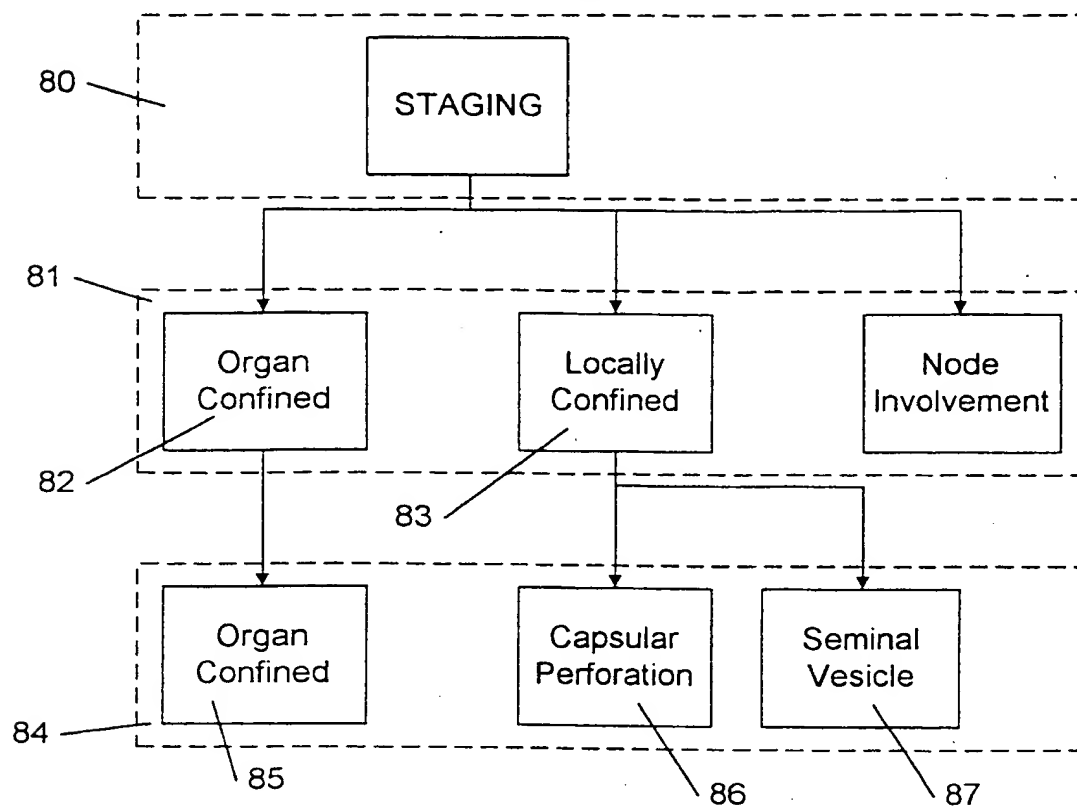 80
STAGING
81
Organ
Confined
Locally
Confined
Node
Involvement
82
83
Organ
Confined
Capsular
Perforation
Seminal
Vesicle
84
85
86
87